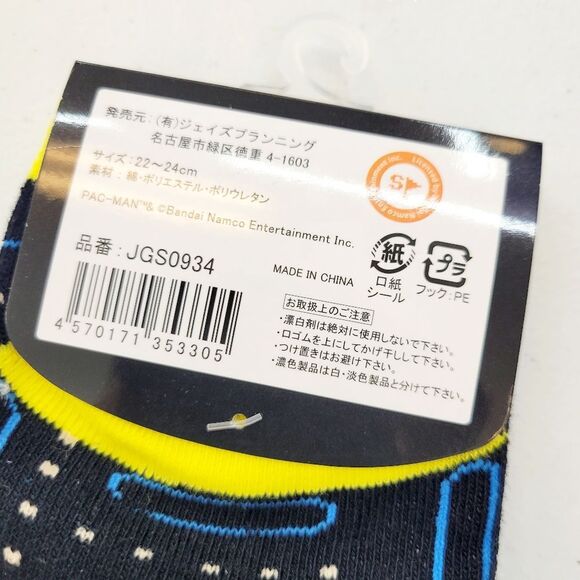 発売元：(有)ジェイズプランニング
名古屋市緑区徳重 4-1603
サイズ：22～24cm
素材：綿・ポリエステル・ポリウレタン
PAC-MAN™& ©Bandai Namco Entertainment Inc.
品番：JGS0934
4 570171 353305
MADE IN CHINA
紙
口紙
シール
プラ
フック：PE
お取扱上のご注意
・漂白剤は絶対に使用しないで下さい。
・口ゴムを上にしてかげ干しして下さい。
・つけ置きはお避け下さい。
・濃色製品は白・淡色製品と分けて下さい。
Licensed by
Namco Entertainment Inc.